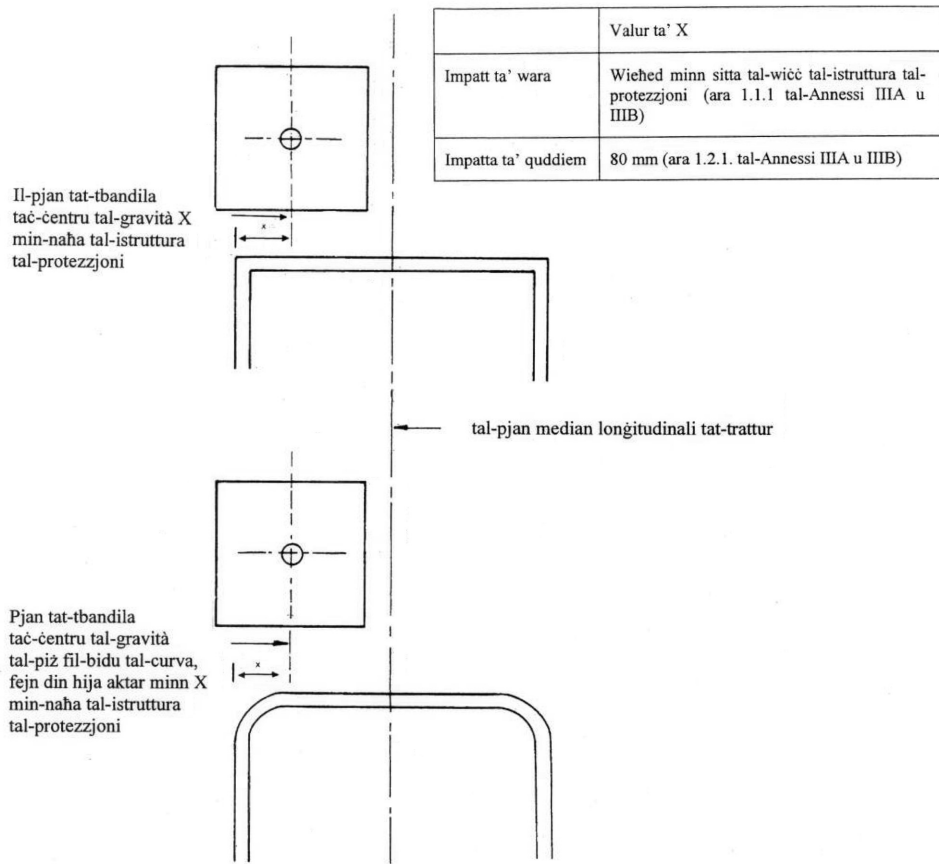 Valur ta' X
Impatt ta' wara
Wieħed minn sitta tal-wiċċ tal-istruttura tal-
protezzjoni (ara 1.1.1 tal-Annessi IIIA u
IIIB)
Impatta ta' quddiem
80 mm (ara 1.2.1. tal-Annessi IIIA u IIIB)
Il-pjan tat-tbandila
taċ-ċentru tal-gravità X
min-naħa tal-istruttura
tal-protezzjoni
x
tal-pjan median lonġitudinali tat-trattur
Pjan tat-tbandila
taċ-ċentru tal-gravità
tal-piż fil-bidu tal-curva,
fejn din hija aktar minn X
min-naħa tal-istruttura
tal-protezzjoni
x